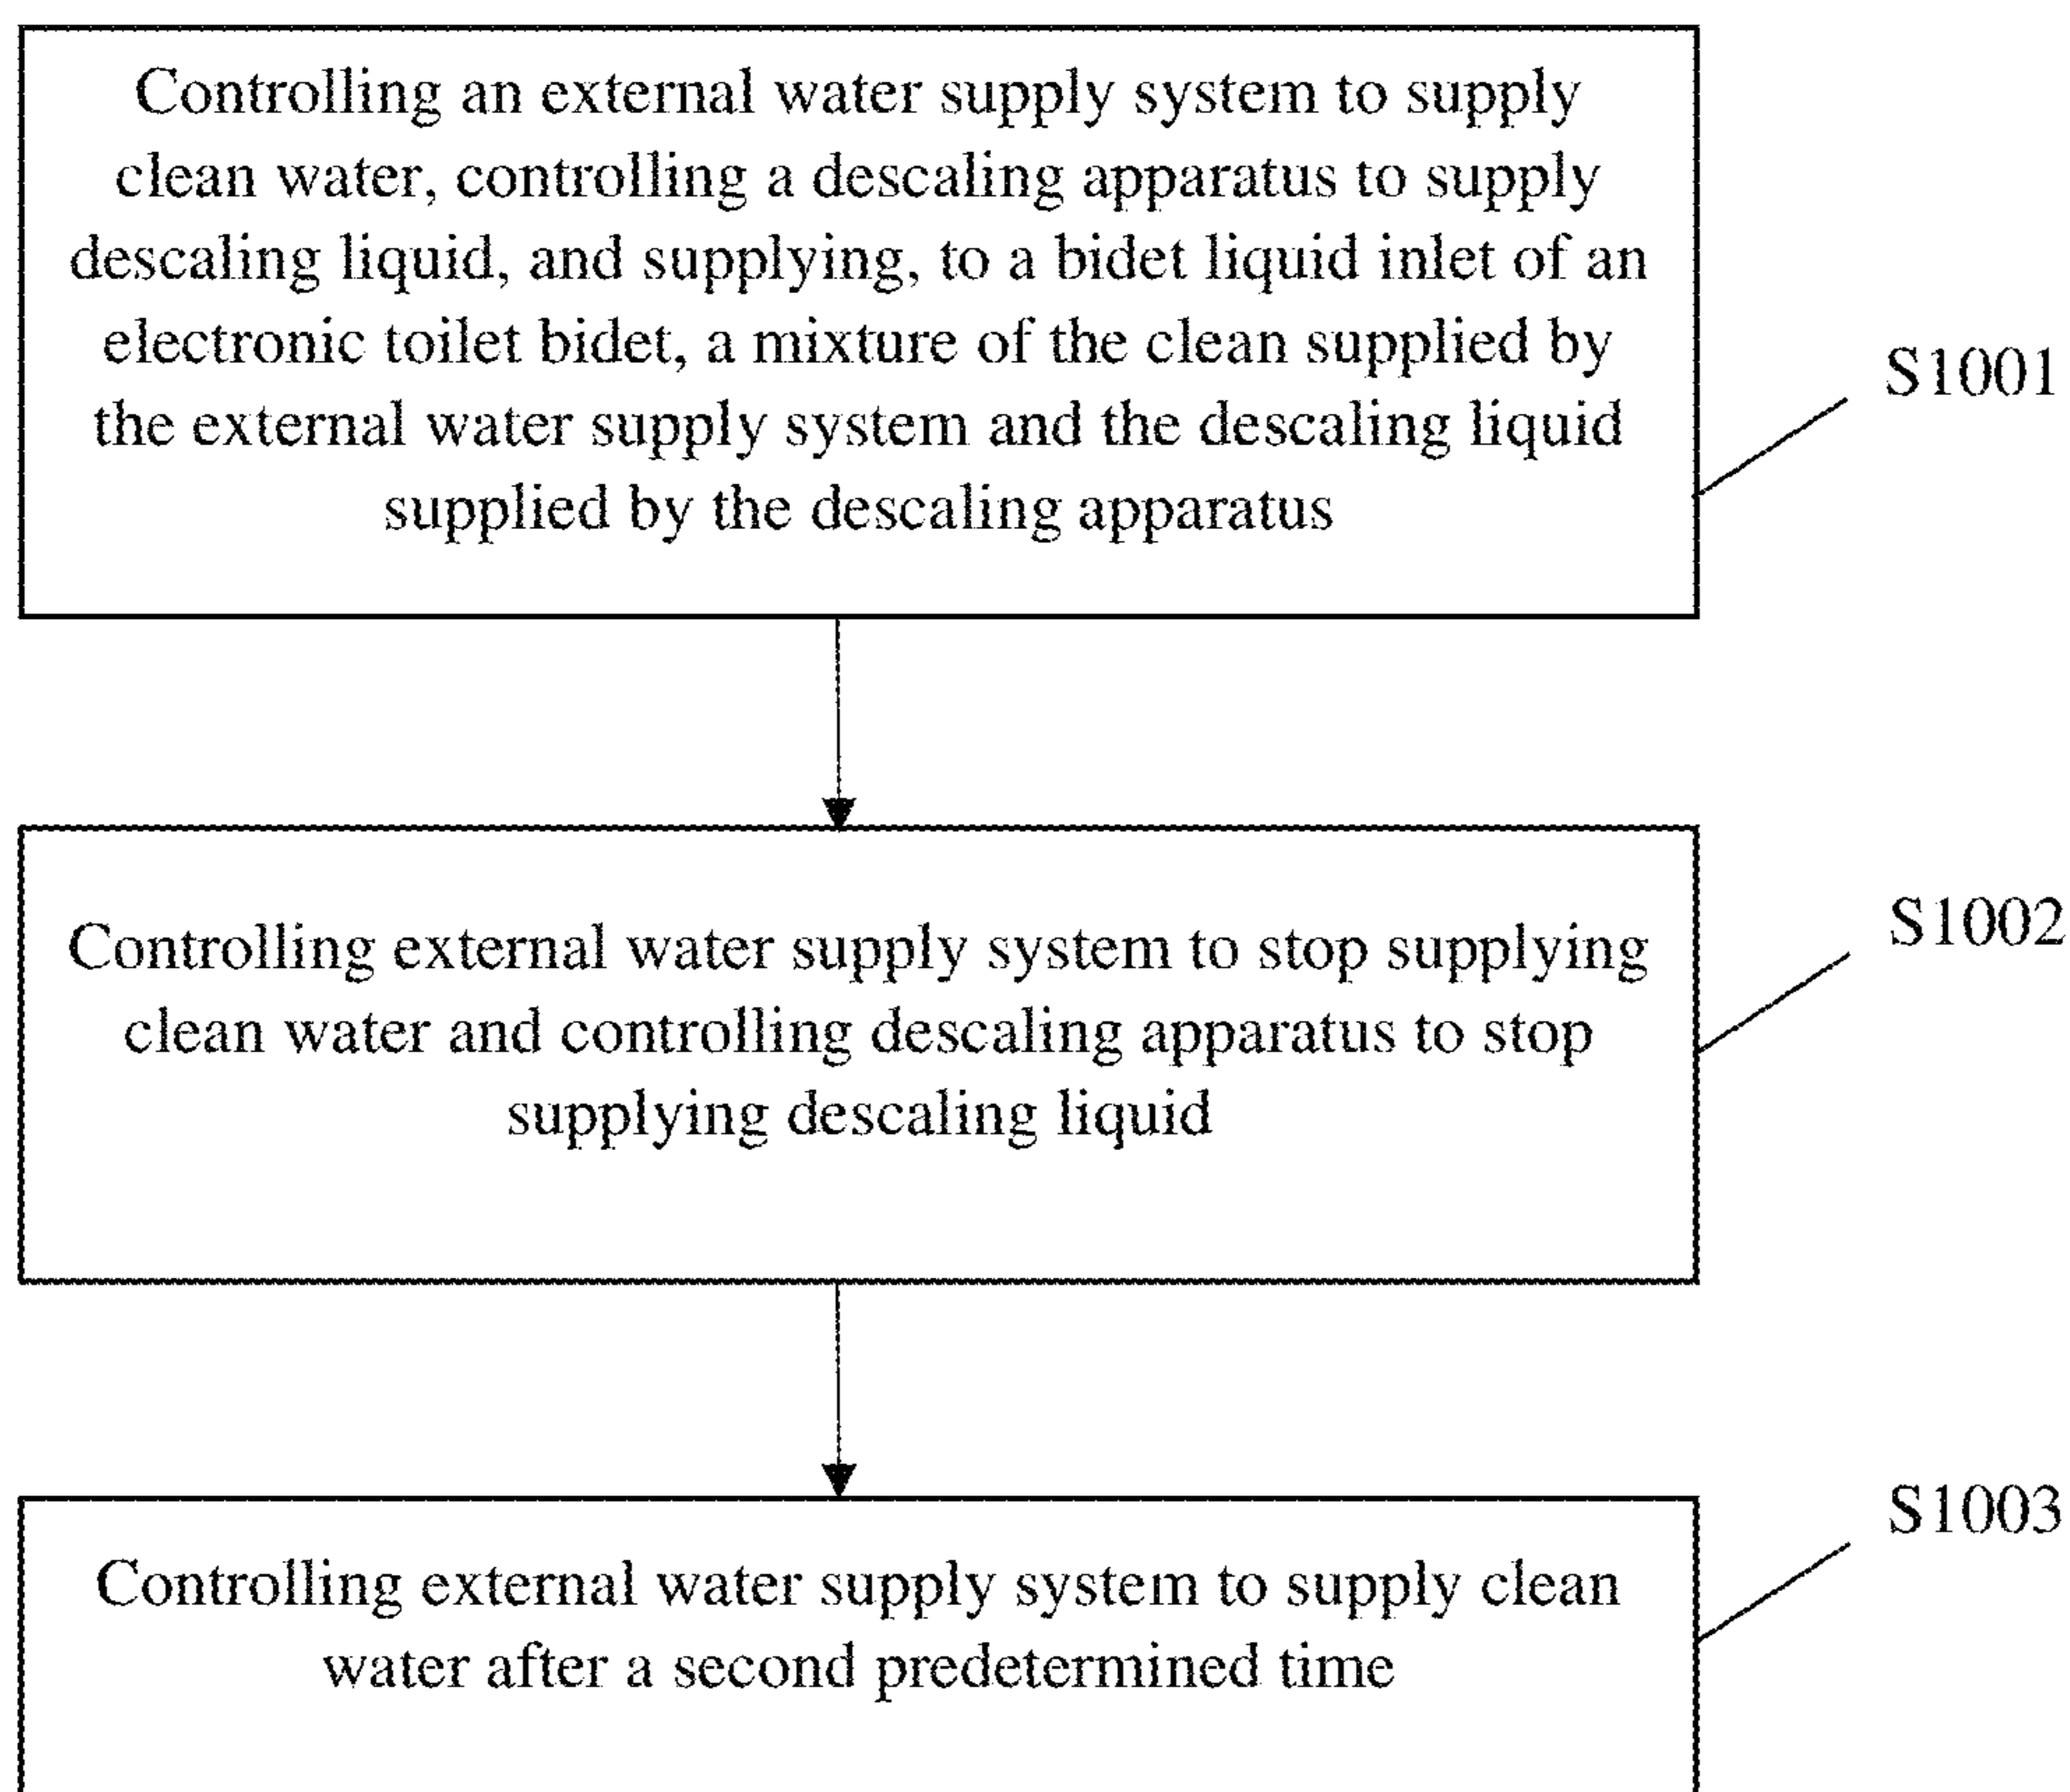 Controlling an external water supply system to supply
clean water, controlling a descaling apparatus to supply
descaling liquid, and supplying, to a bidet liquid inlet of an
electronic toilet bidet, a mixture of the clean supplied by
the external water supply system and the descaling liquid
supplied by the descaling apparatus
S1001
Controlling external water supply system to stop supplying
clean water and controlling descaling apparatus to stop
supplying descaling liquid
S1002
Controlling external water supply system to supply clean
water after a second predetermined time
S1003